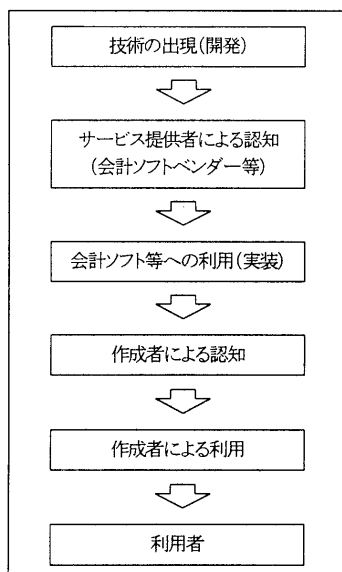 技術の出現(開発)
サービス提供者による認知
(会計ソフトベンダー等)
会計ソフト等への利用(実装)
作成者による認知
作成者による利用
利用者